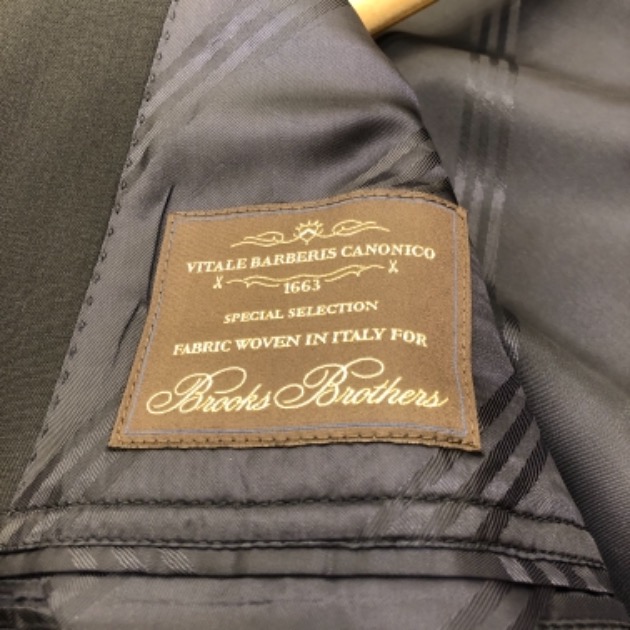 VITALE BARBERIS CANONICO
1663
SPECIAL SELECTION
FABRIC WOVEN IN ITALY FOR
Brooks Brothers